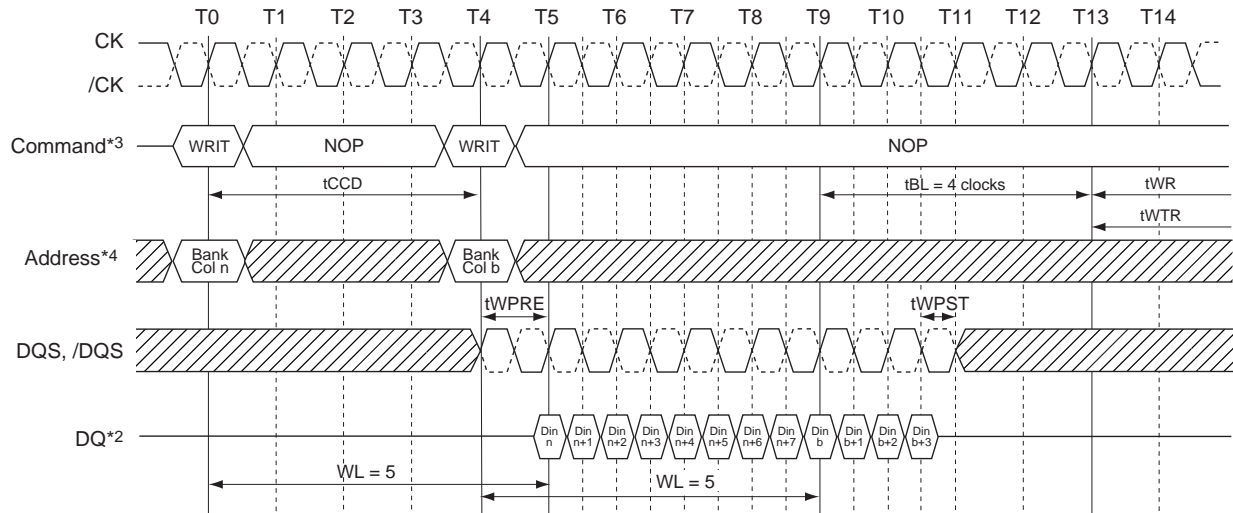 T0 T1 T2 T3 T4 T5 T6 T7 T8 T9 T10 T11 T12 T13 T14
CK
/CK
Command*3 WRIT NOP WRIT NOP
tCCD tBL = 4 clocks tWR
tWTR
Address*4 Bank Col n Bank Col b
tWPRE tWPST
DQS, /DQS
DQ*2 Din n Din n+1 Din n+2 Din n+3 Din n+4 Din n+5 Din n+6 Din n+7 Din b Din b+1 Din b+2 Din b+3
WL = 5 WL = 5